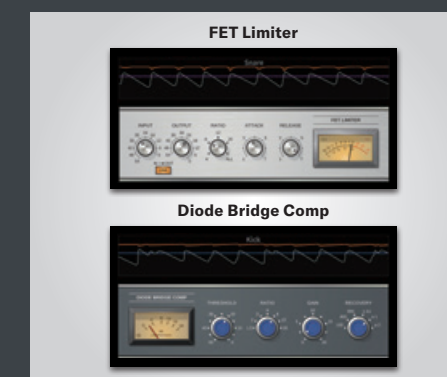 FET Limiter
Snare
INPUT OUTPUT RATIO ATTACK RELEASE
FET LIMITER
Diode Bridge Comp
Kick
DIODE BRIDGE COMP
THRESHOLD RATIO GAIN RECOVERY